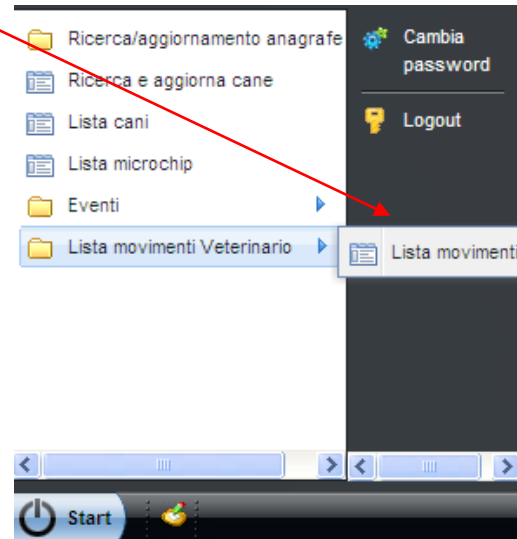 Ricerca/aggiornamento anagrafe
Ricerca e aggiorna cane
Lista cani
Lista microchip
Eventi
Lista movimenti Veterinario
Lista movimenti
Cambia
password
Logout
Start